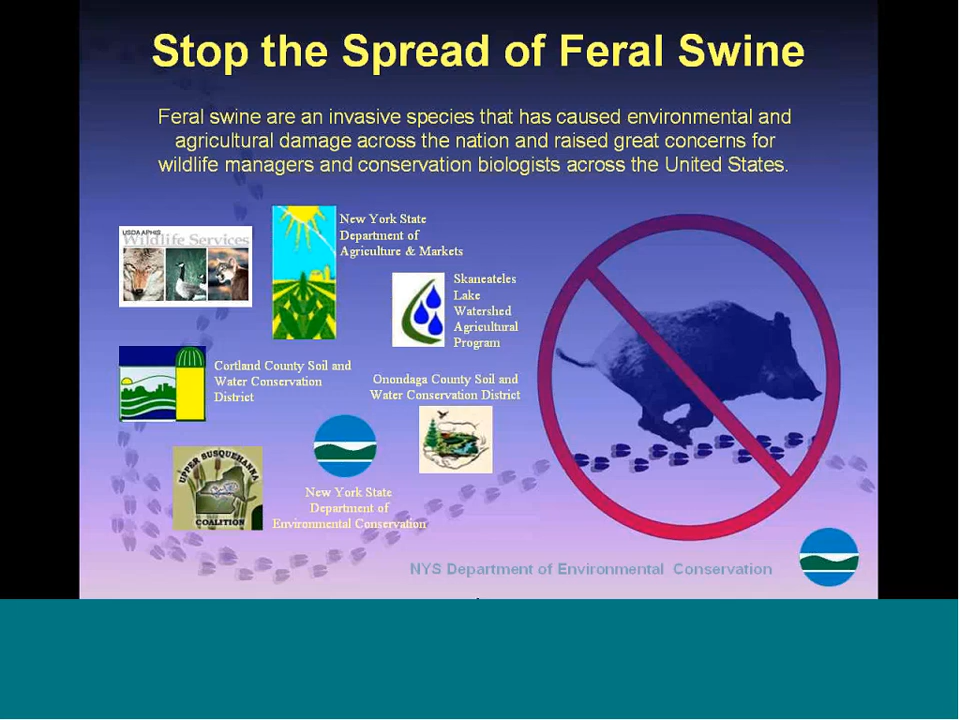 Stop the Spread of Feral Swine
Feral swine are an invasive species that has caused environmental and
agricultural damage across the nation and raised great concerns for
wildlife managers and conservation biologists across the United States.
USDA APHIS
Wildlife Services
New York State
Department of
Agriculture & Markets
Skaneateles
Lake
Watershed
Agricultural
Program
Cortland County Soil and
Water Conservation
District
Onondaga County Soil and
Water Conservation District
UPPER SUSQUEHANNA
COALITION
New York State
Department of
Environmental Conservation
NYS Department of Environmental Conservation